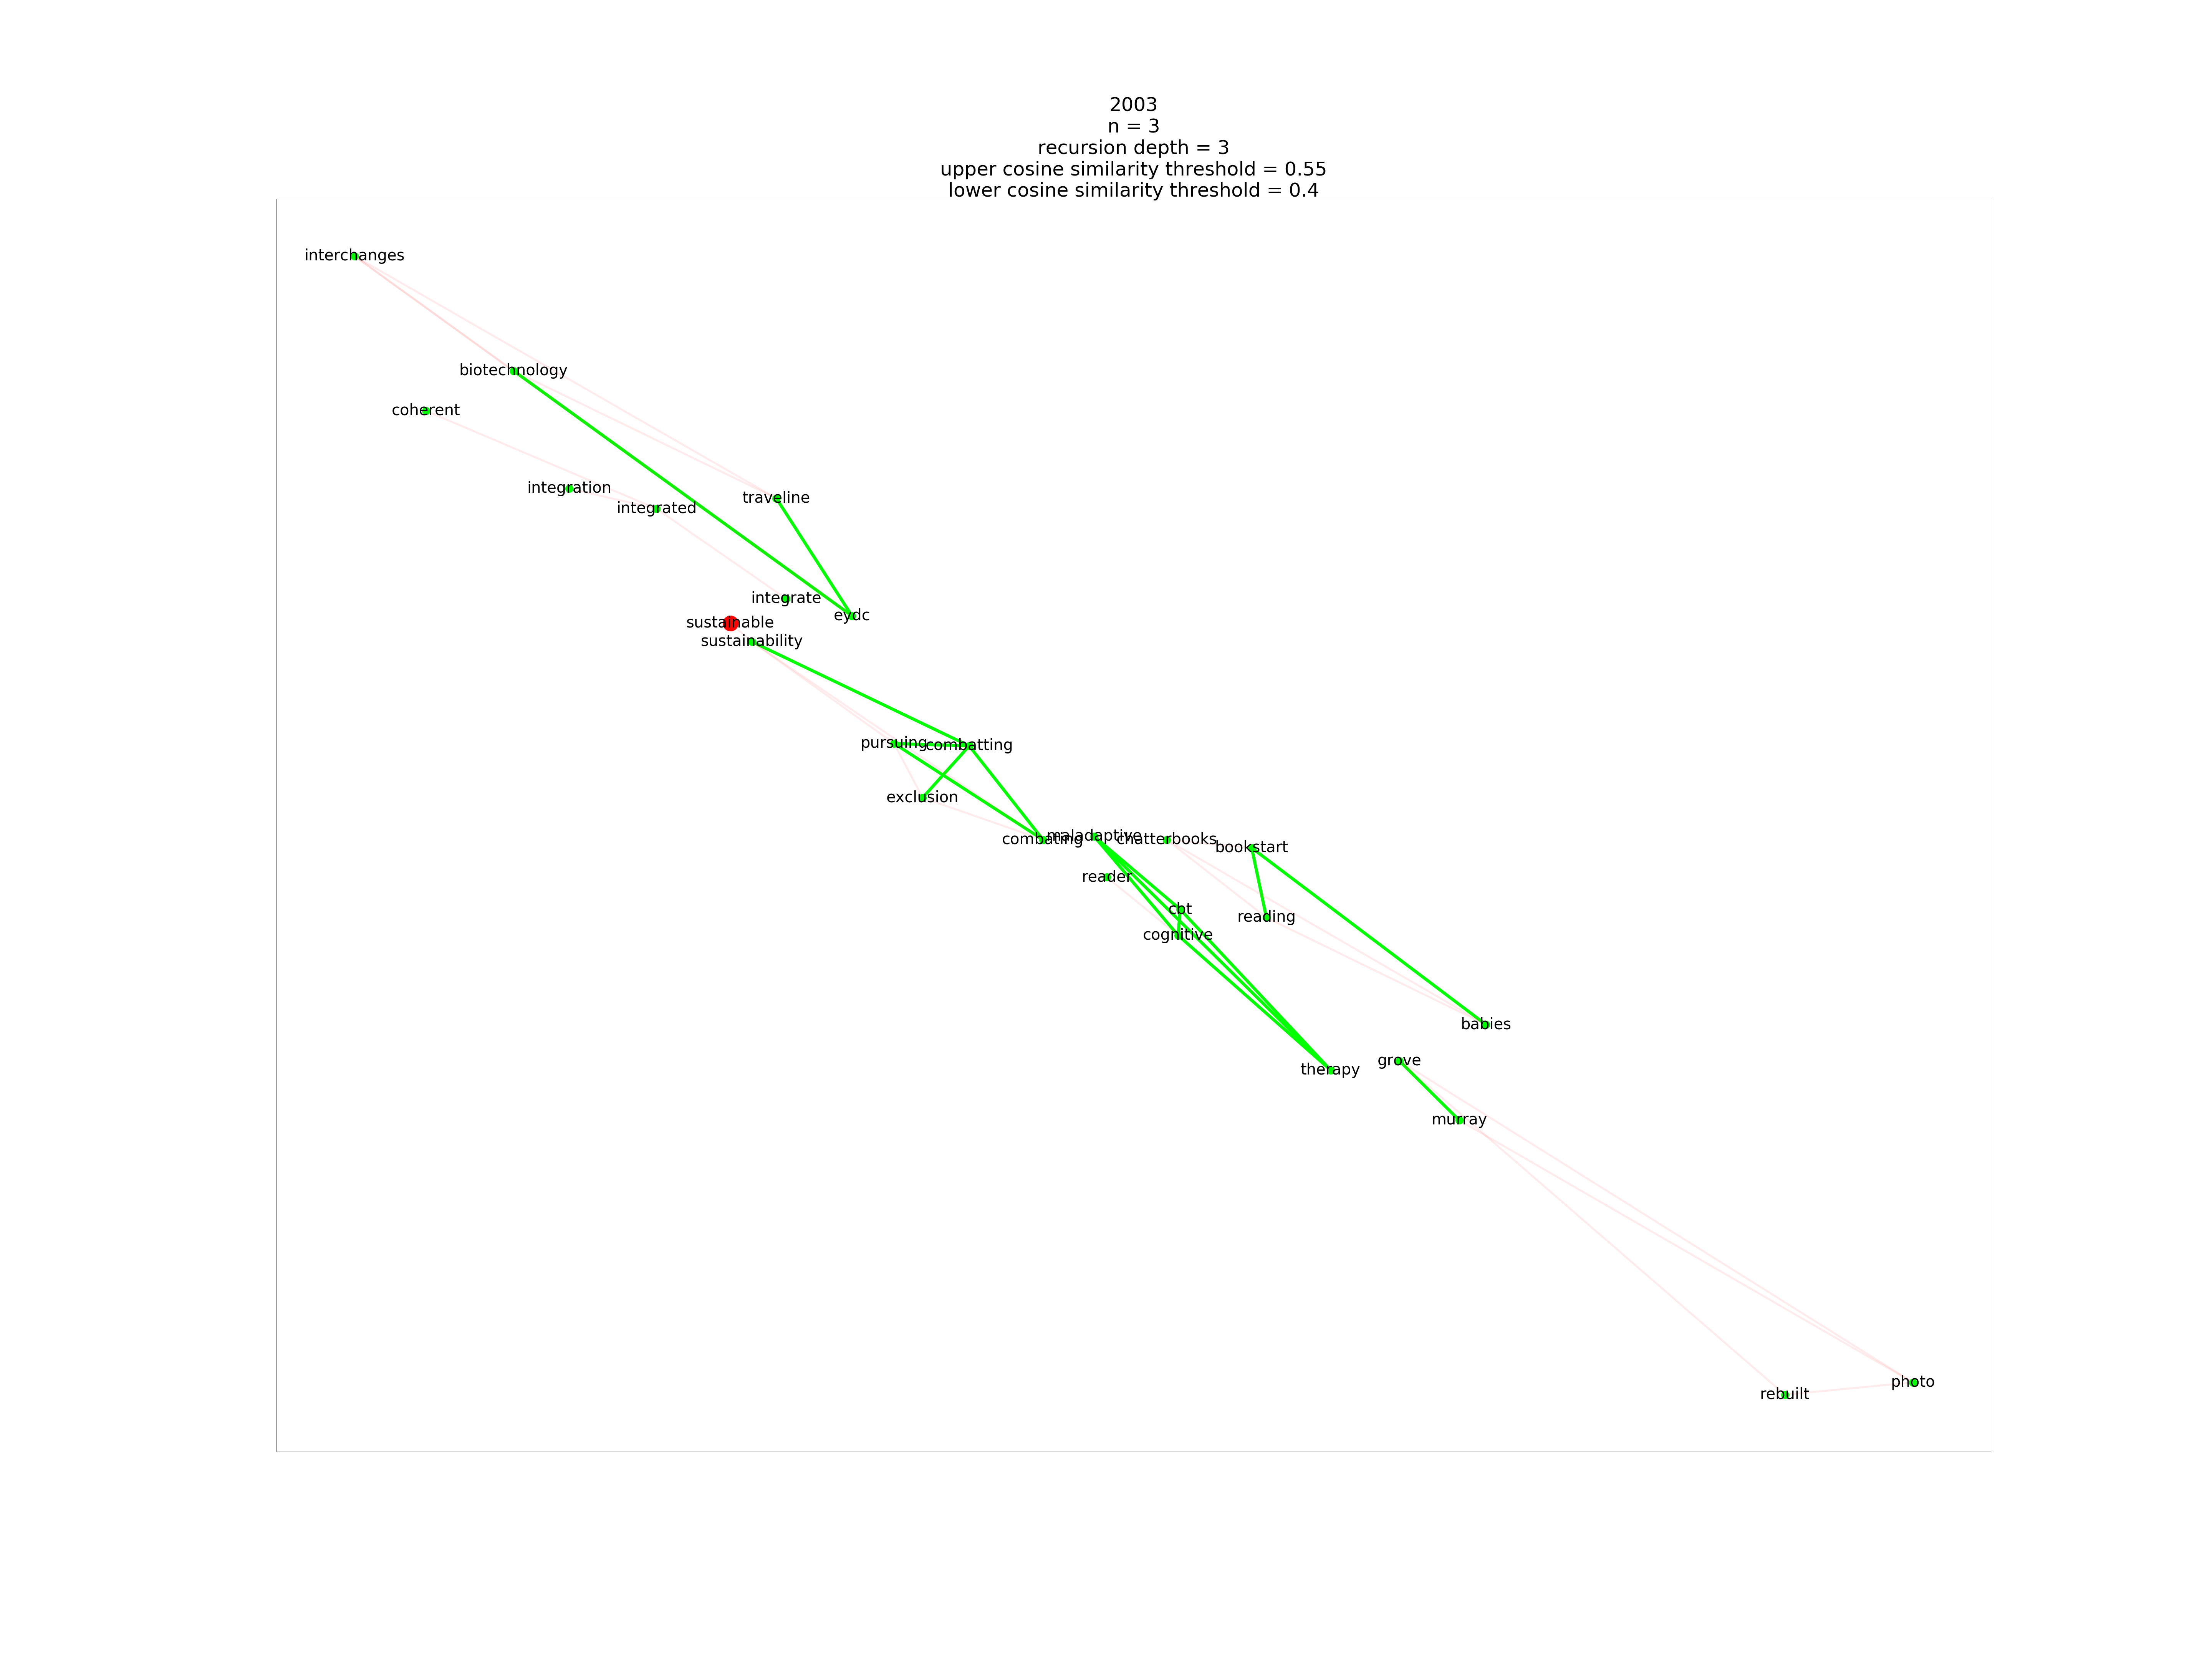 2003
n = 3
recursion depth = 3
upper cosine similarity threshold = 0.55
lower cosine similarity threshold = 0.4
interchanges
biotechnology
coherent
integration
traveline
integrated
integrate
eydc
sustainable
sustainability
pursuing
combatting
exclusion
combating
maladaptive
chatterbooks
bookstart
reader
cbt
reading
cognitive
babies
grove
therapy
murray
photo
rebuilt